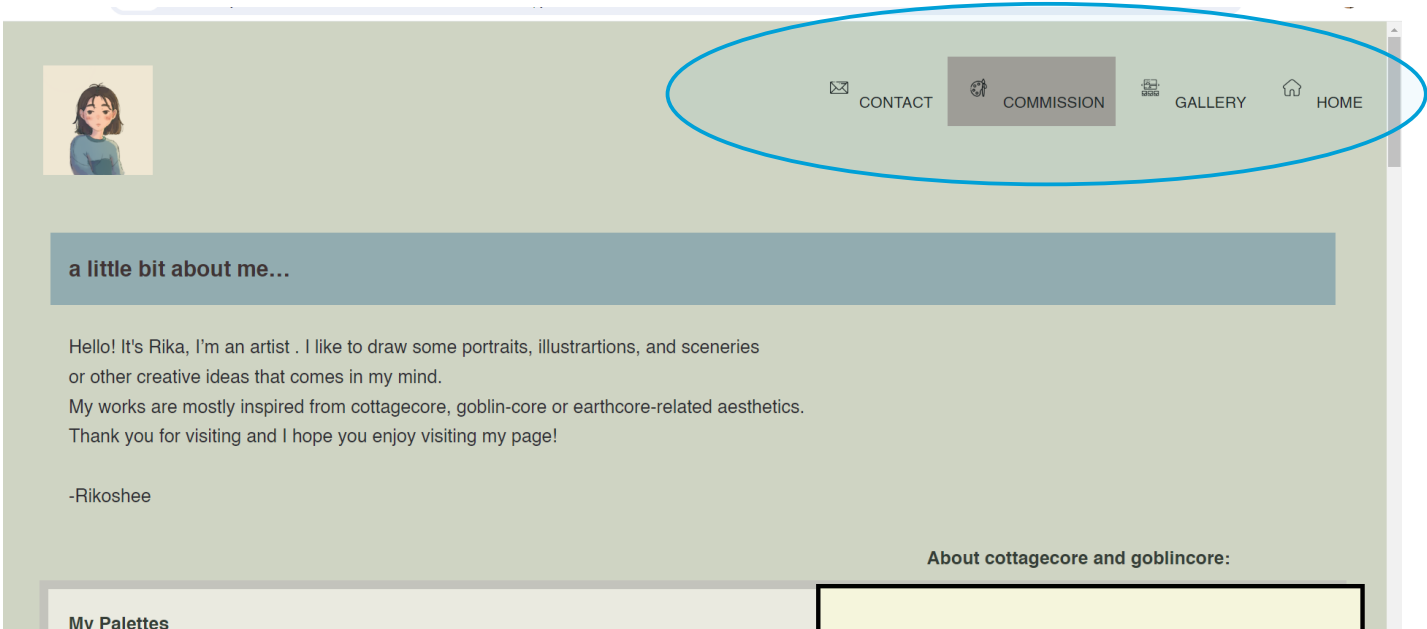 CONTACT COMMISSION GALLERY HOME
a little bit about me...
Hello! It's Rika, I'm an artist . I like to draw some portraits, illustrartions, and sceneries
or other creative ideas that comes in my mind.
My works are mostly inspired from cottagecore, goblin-core or earthcore-related aesthetics.
Thank you for visiting and I hope you enjoy visiting my page!
-Rikoshee
About cottagecore and goblincore:
My Palettes